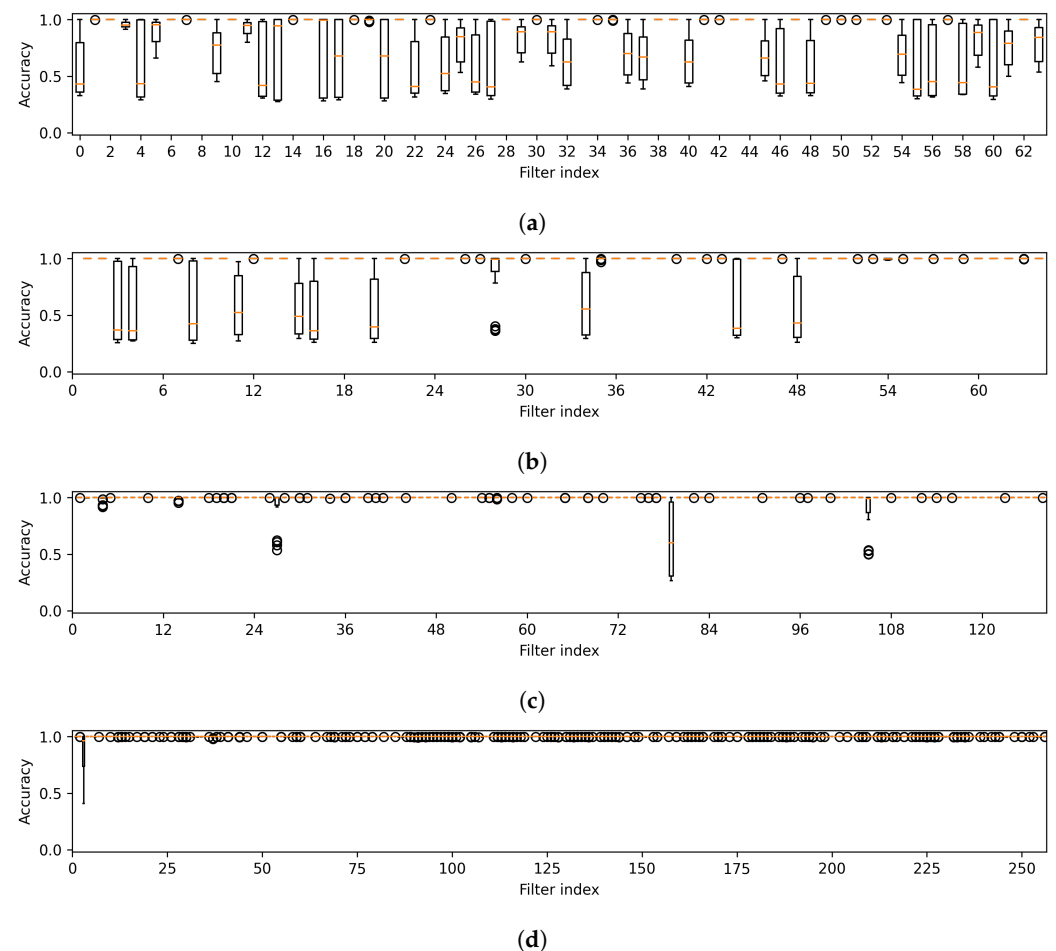 1.0
0.5
0.0
Accuracy
0 2 4 6 8 10 12 14 16 18 20 22 24 26 28 30 32 34 36 38 40 42 44 46 48 50 52 54 56 58 60 62
Filter index
(a)
1.0
0.5
0.0
Accuracy
0 6 12 18 24 30 36 42 48 54 60
Filter index
(b)
1.0
0.5
0.0
Accuracy
0 12 24 36 48 60 72 84 96 108 120
Filter index
(c)
1.0
0.5
0.0
Accuracy
0 25 50 75 100 125 150 175 200 225 250
Filter index
(d)